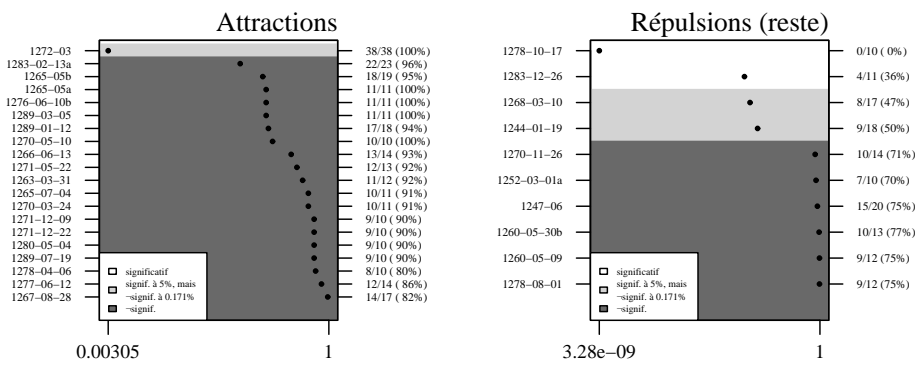 Attractions
1272−03 38/38 (100%)
1283−02−13a 22/23 ( 96%)
1265−05b 18/19 ( 95%)
1265−05a 11/11 (100%)
1276−06−10b 11/11 (100%)
1289−03−05 11/11 (100%)
1289−01−12 17/18 ( 94%)
1270−05−10 10/10 (100%)
1266−06−13 13/14 ( 93%)
1271−05−22 12/13 ( 92%)
1263−03−31 11/12 ( 92%)
1265−07−04 10/11 ( 91%)
1270−03−24 10/11 ( 91%)
1271−12−09 9/10 ( 90%)
1271−12−22 9/10 ( 90%)
1280−05−04 9/10 ( 90%)
1289−07−19 9/10 ( 90%)
1278−04−06 8/10 ( 80%)
1277−06−12 12/14 ( 86%)
1267−08−28 14/17 ( 82%)
significatif
signif. à 5%, mais
¬signif. à 0.171%
¬signif.
0.00305 1
Répulsions (reste)
1278−10−17 0/10 ( 0%)
1283−12−26 4/11 (36%)
1268−03−10 8/17 (47%)
1244−01−19 9/18 (50%)
1270−11−26 10/14 (71%)
1252−03−01a 7/10 (70%)
1247−06 15/20 (75%)
1260−05−30b 10/13 (77%)
1260−05−09 9/12 (75%)
1278−08−01 9/12 (75%)
significatif
signif. à 5%, mais
¬signif. à 0.171%
¬signif.
3.28e−09 1